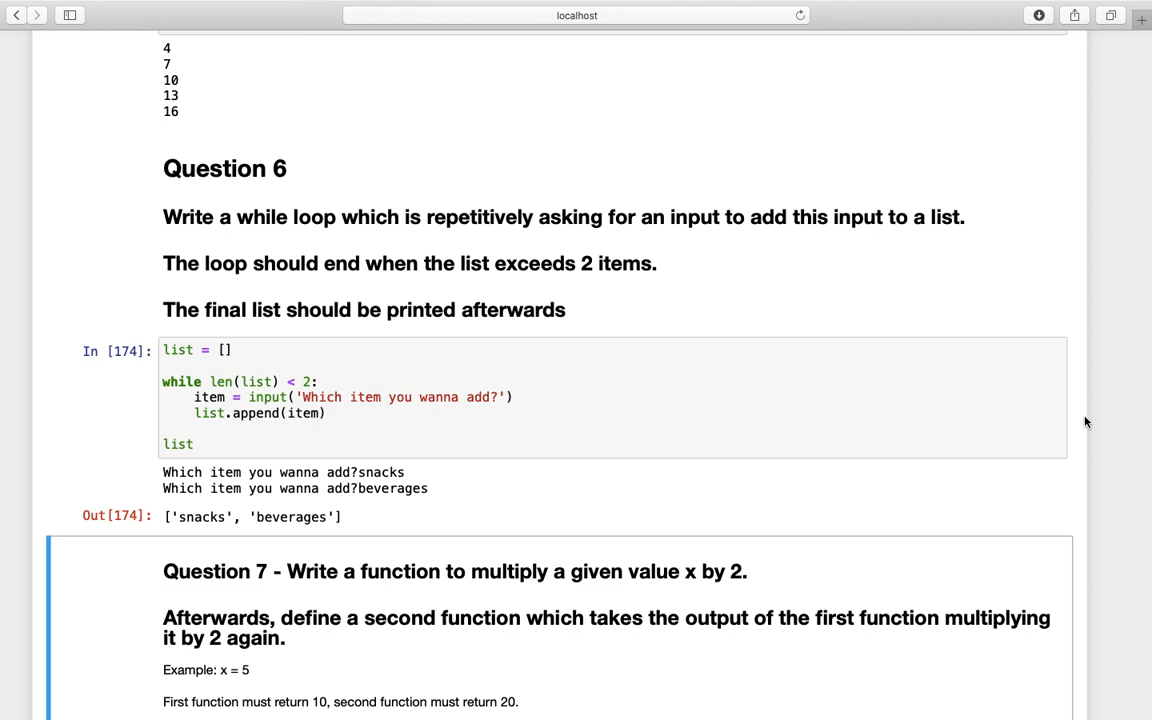 localhost
4
7
10
13
16
Question 6
Write a while loop which is repetitively asking for an input to add this input to a list.
The loop should end when the list exceeds 2 items.
The final list should be printed afterwards
In [174]: list = []
while len(list) < 2:
    item = input('Which item you wanna add?')
    list.append(item)
list
Which item you wanna add?snacks
Which item you wanna add?beverages
Out[174]: ['snacks', 'beverages']
Question 7 - Write a function to multiply a given value x by 2.
Afterwards, define a second function which takes the output of the first function multiplying
it by 2 again.
Example: x = 5
First function must return 10, second function must return 20.